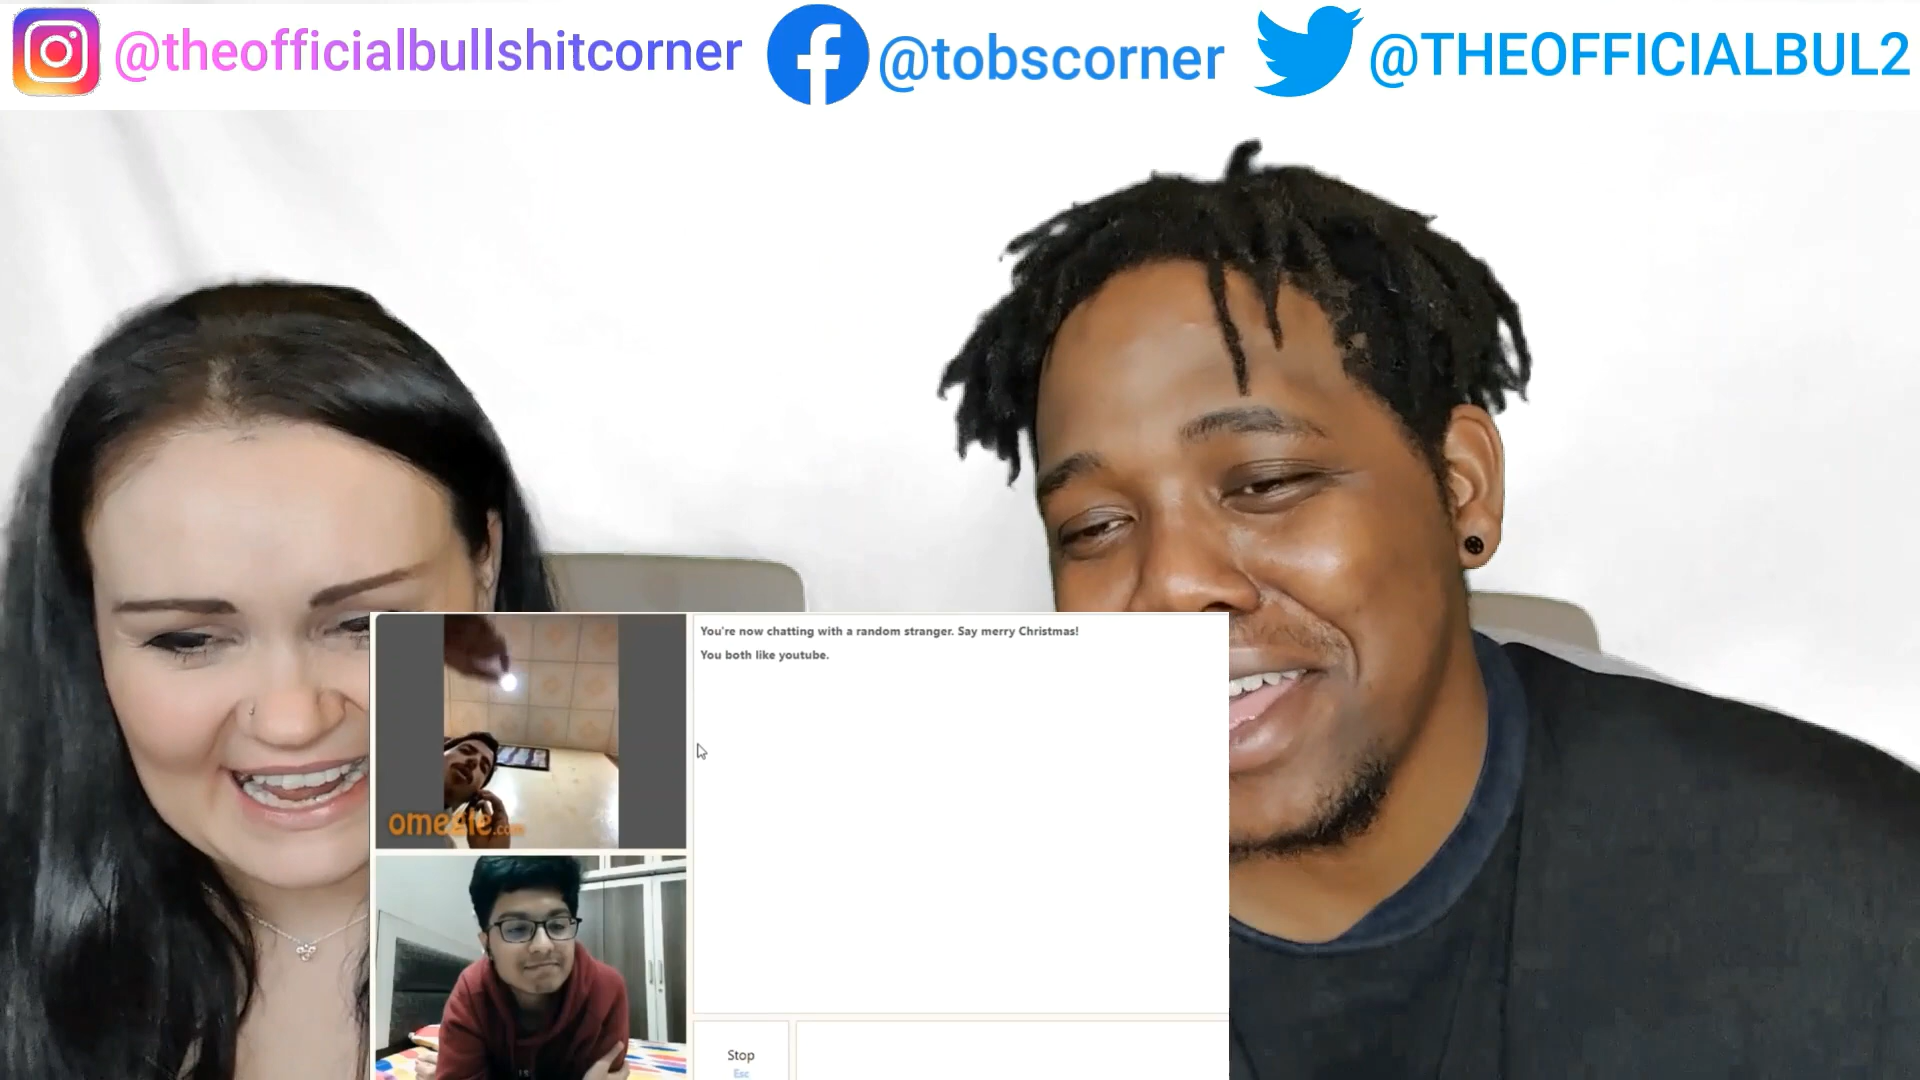 @theofficialbullshitcorner @tobscorner @THEOFFICIALBUL2
You're now chatting with a random stranger. Say merry Christmas!
You both like youtube.
omegle.com
Stop
Esc